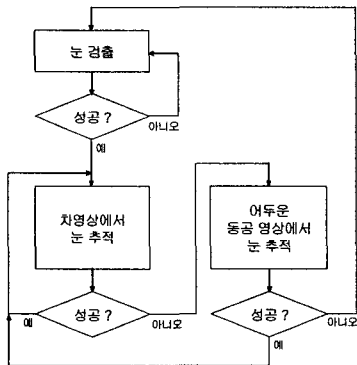 눈 검출
성공 ?
아니오
예
차영상에서
눈 추적
어두운
동공 영상에서
눈 추적
성공 ?
예
아니오
성공 ?
아니오
예